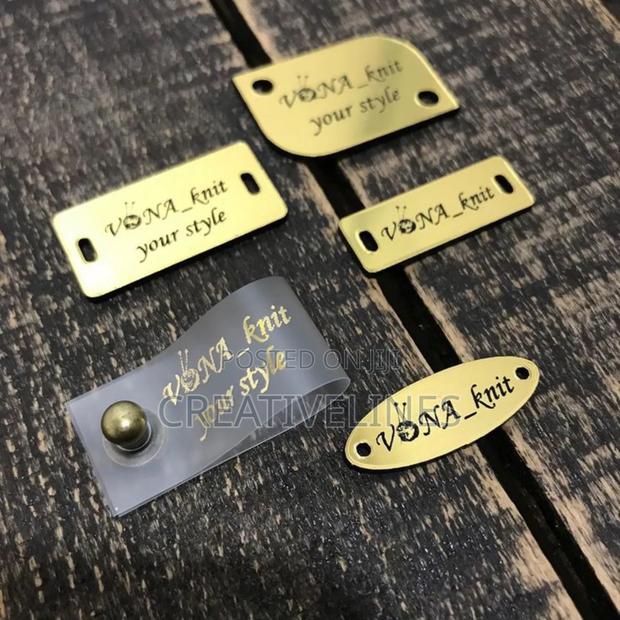 VONA_knit
your style
VONA_knit
your style
VONA_knit
VONA_knit
your style
VONA_knit
POSTED ON JIJI
CREATIVELINES